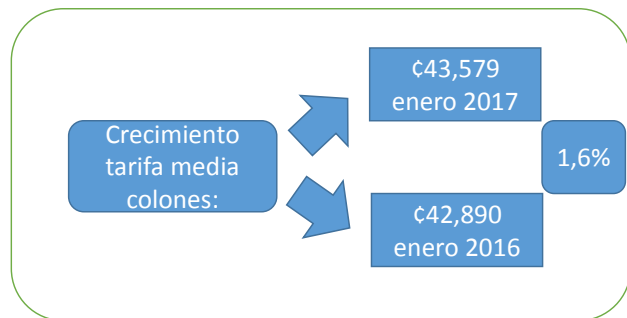 Crecimiento
tarifa media
colones:
¢43,579
enero 2017
1,6%
¢42,890
enero 2016